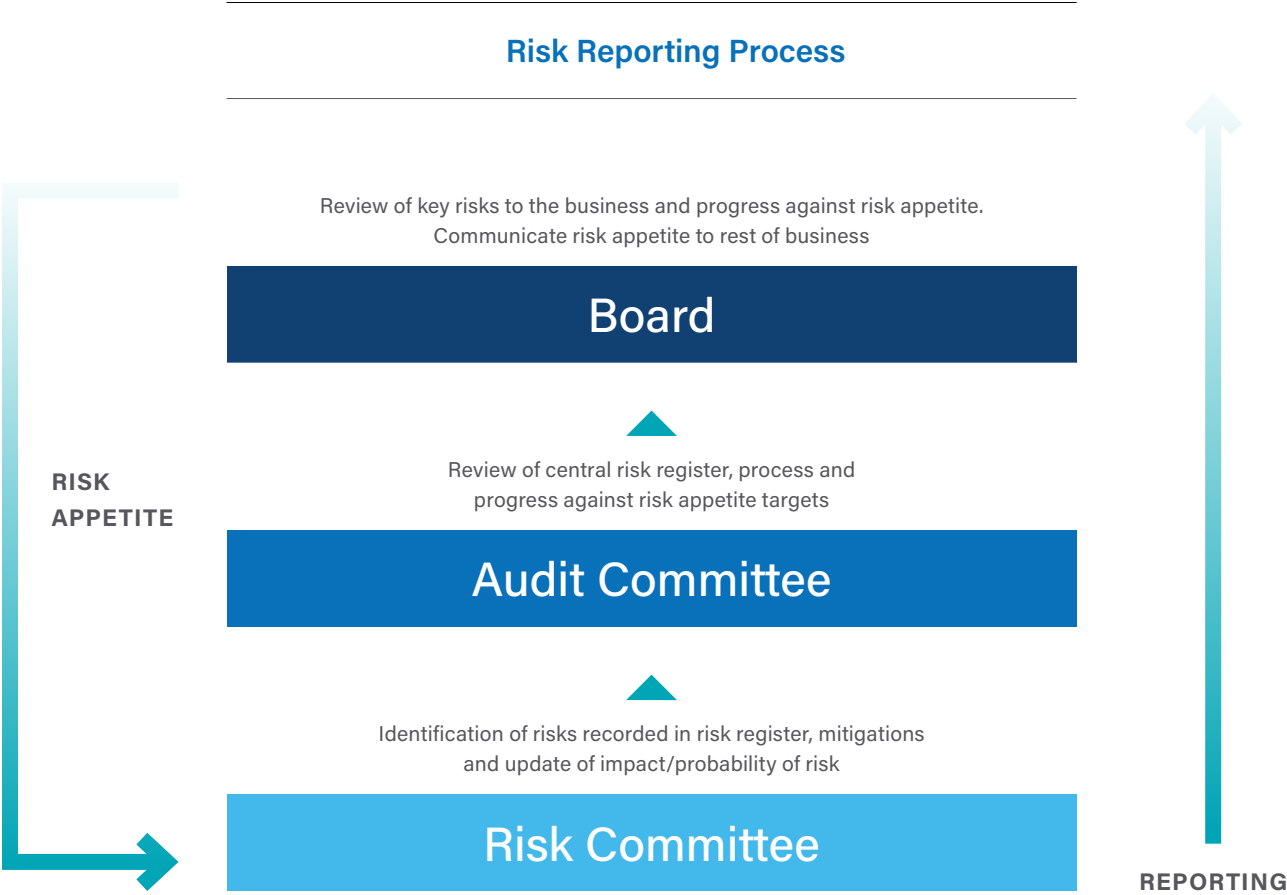 Risk Reporting Process
Review of key risks to the business and progress against risk appetite.
Communicate risk appetite to rest of business
Board
RISK
APPETITE
Review of central risk register, process and
progress against risk appetite targets
Audit Committee
Identification of risks recorded in risk register, mitigations
and update of impact/probability of risk
Risk Committee
REPORTING